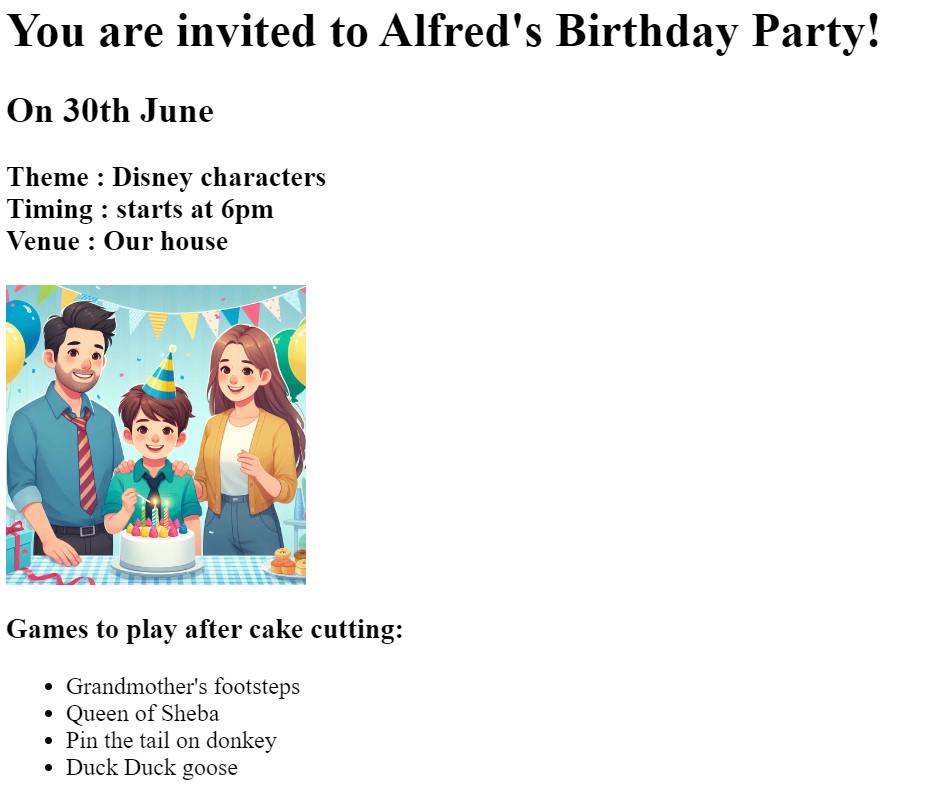 You are invited to Alfred's Birthday Party!
On 30th June
Theme : Disney characters
Timing : starts at 6pm
Venue : Our house
Games to play after cake cutting:
• Grandmother's footsteps
• Queen of Sheba
• Pin the tail on donkey
• Duck Duck goose